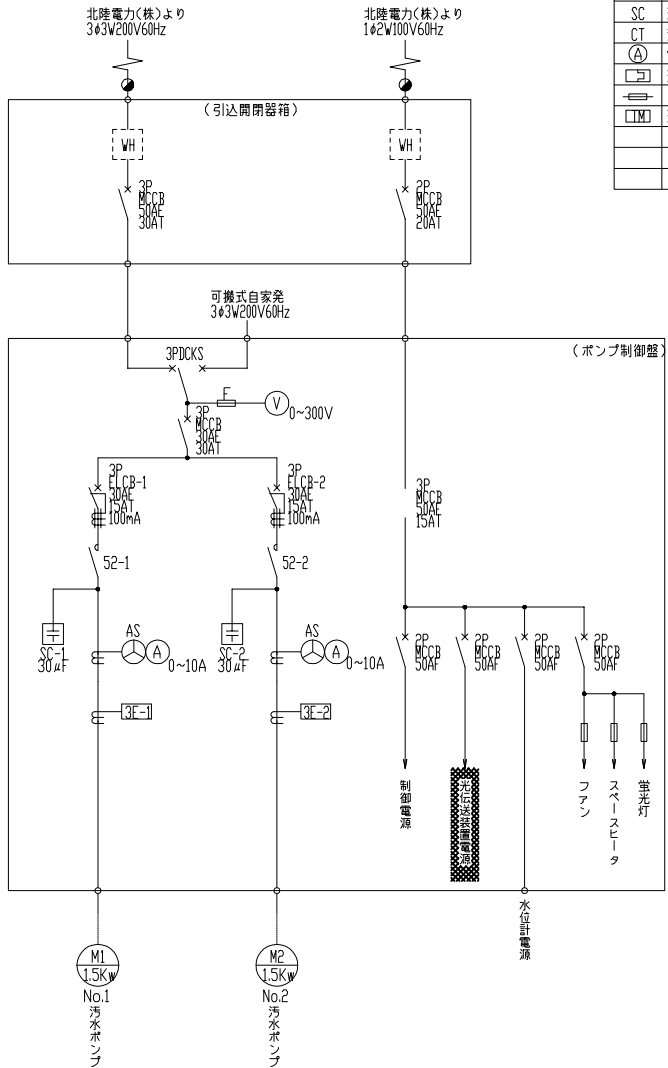 北陸電力(株)より
3φ3W200V60Hz
北陸電力(株)より
1φ2W100V60Hz
SC
CT
A
TM
(引込開閉器箱)
WH
WH
3P
MCCB
50AF
30AT
2P
MCCB
50AF
20AT
可搬式自家発
3φ3W200V60Hz
(ポンプ制御盤)
3PDCKS
F
V
0~300V
3P
MCCB
30AF
30AT
3P
ELCB-1
30AF
15AT
100mA
3P
ELCB-2
30AF
15AT
100mA
3P
MCCB
50AF
15AT
52-1
52-2
SC-1
30μF
AS
A
0~10A
SC-2
30μF
AS
A
0~10A
2P
MCCB
50AF
2P
MCCB
50AF
2P
MCCB
50AF
2P
MCCB
50AF
3E-1
3E-2
制御電源
光伝送装置電源
ファン
スペースヒータ
蛍光灯
水位計電源
M1
1.5Kw
No.1
汚水ポンプ
M2
1.5Kw
No.2
汚水ポンプ